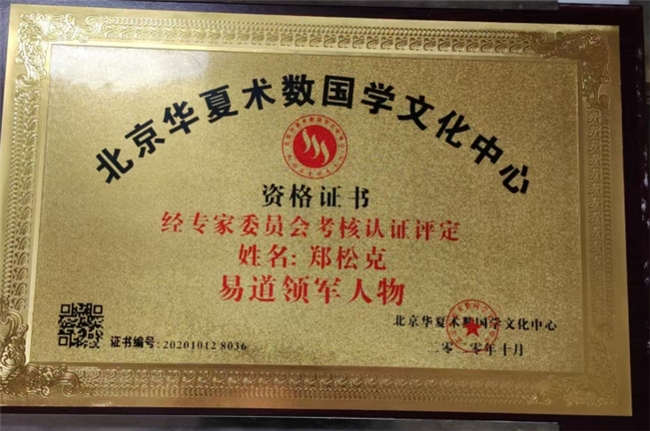 北京华夏术数国学文化中心
资格证书
经专家委员会考核认证评定
姓名: 郑松克
易道领军人物
北京华夏术数国学文化中心
二零二零年十月
证书编号: 20201012 8036